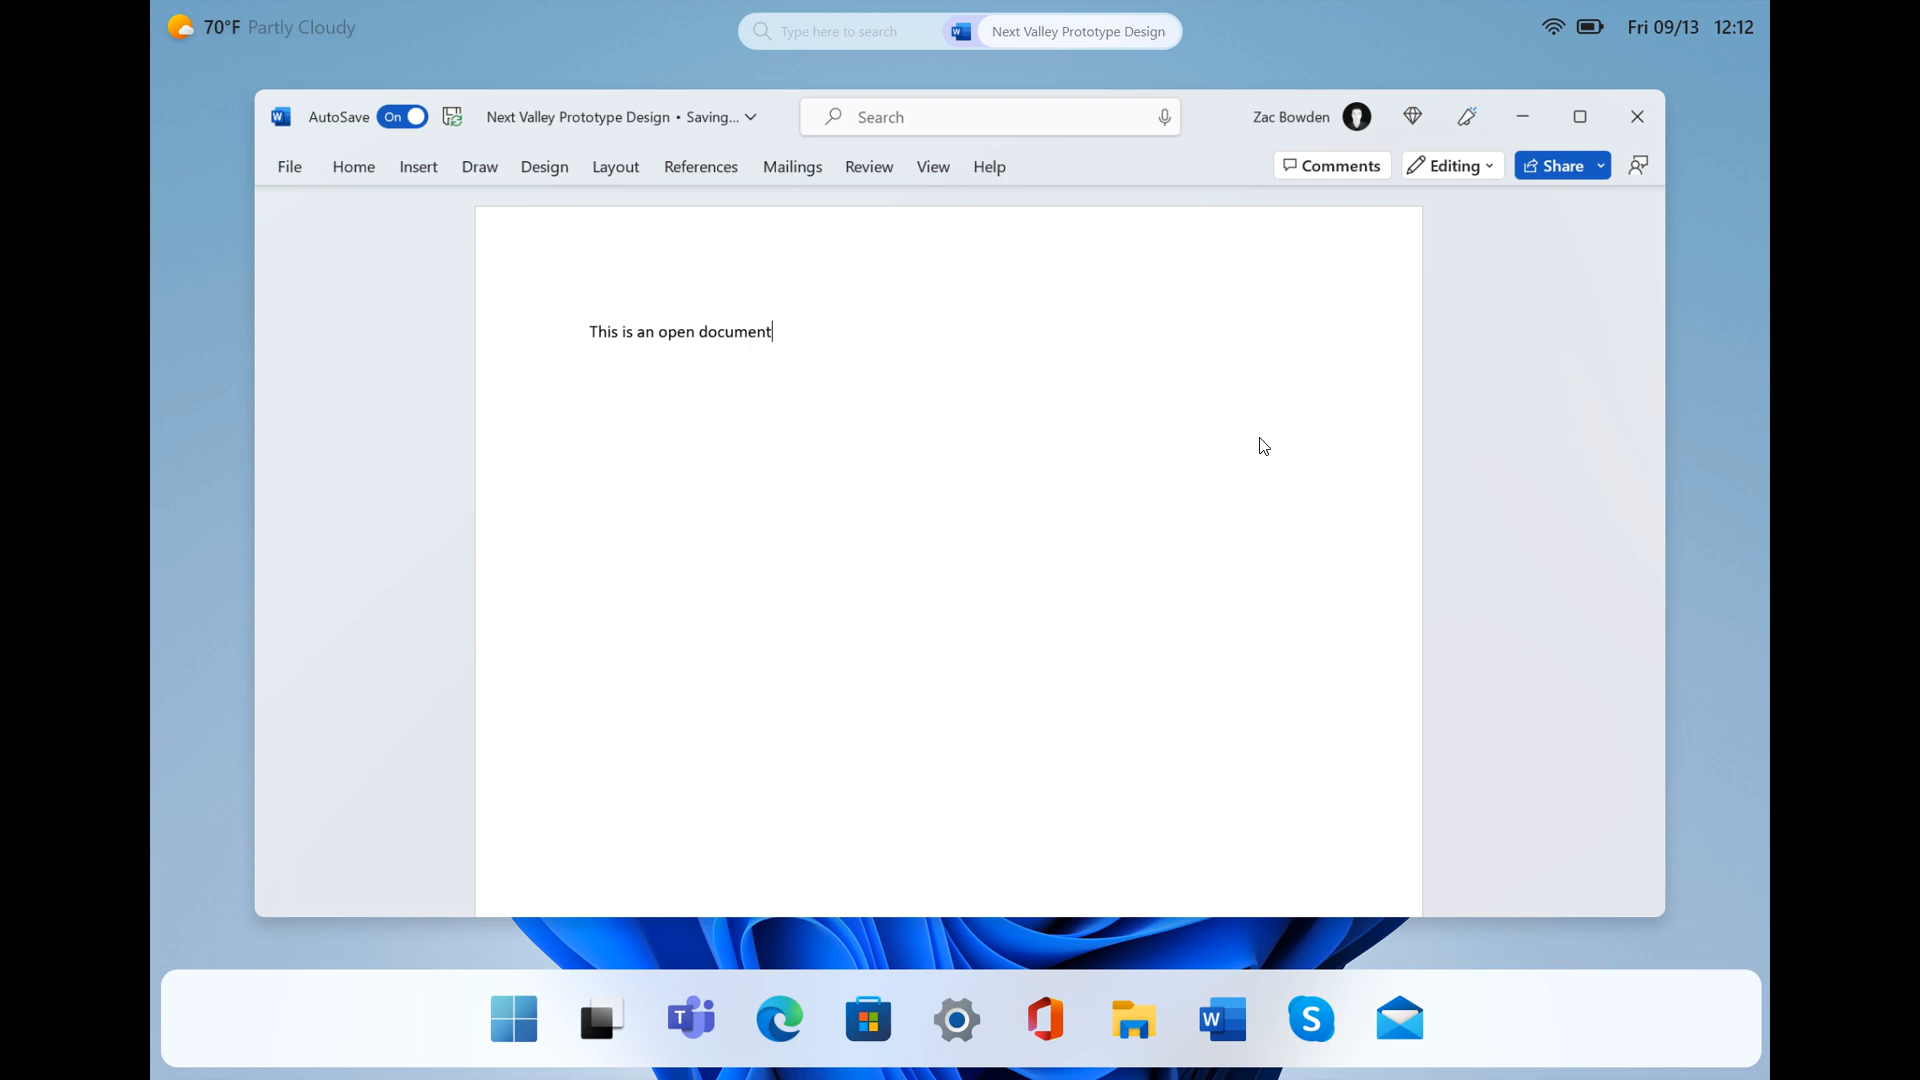 70°F Partly Cloudy
Type here to search
Next Valley Prototype Design
Fri 09/13 12:12
AutoSave On Next Valley Prototype Design • Saving...
Search
Zac Bowden
File Home Insert Draw Design Layout References Mailings Review View Help
Comments Editing Share
This is an open document